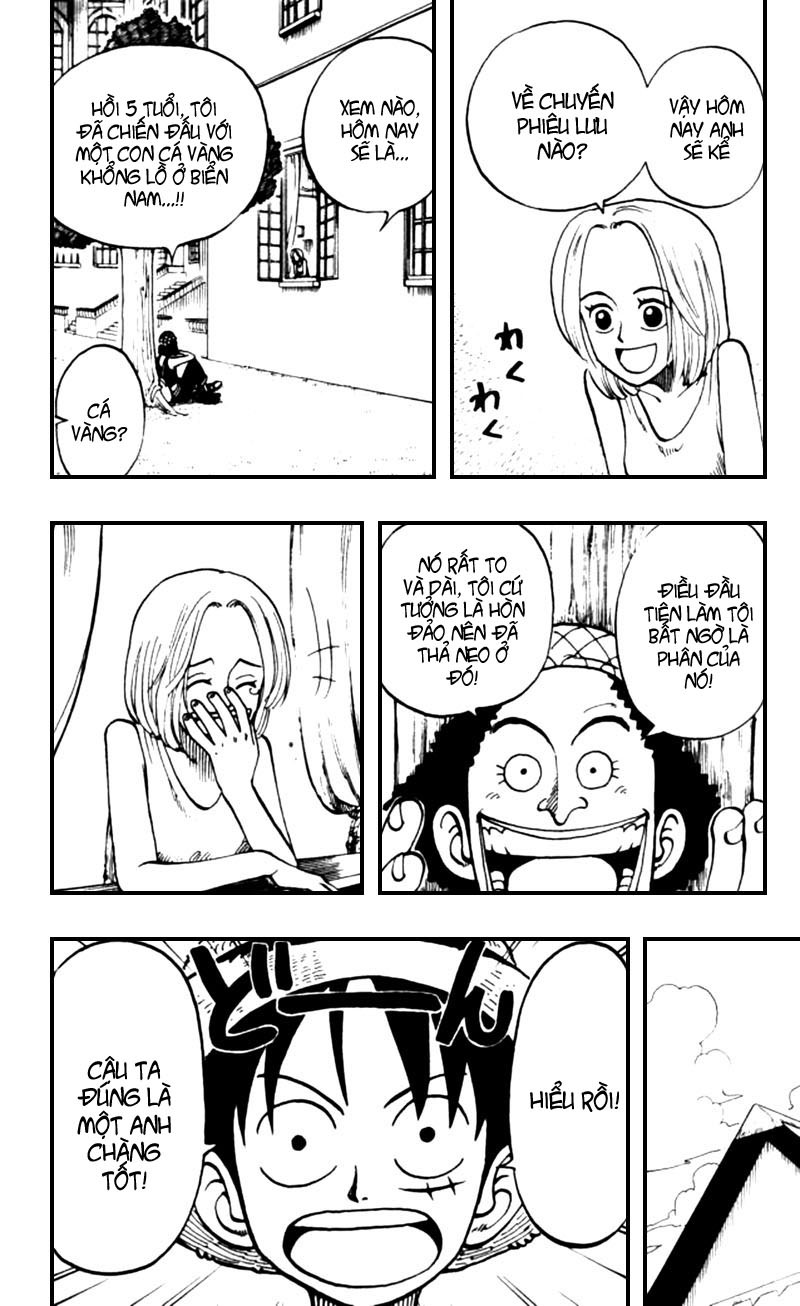 VẬY HÔM
NAY ANH
SẼ KỂ
VỀ CHUYẾN
PHIÊU LƯU
NÀO?
わく
わく
XEM NÀO,
HÔM NAY
SẼ LÀ...
HỒI 5 TUỔI, TÔI
ĐÃ CHIẾN ĐẤU VỚI
MỘT CON CÁ VÀNG
KHỔNG LỒ Ở BIỂN
NAM...!!
CÁ
VÀNG?
ĐIỀU ĐẦU
TIÊN LÀM TÔI
BẤT NGỜ LÀ
PHÂN CỦA
NÓ!
NÓ RẤT TO
VÀ DÀI, TÔI CỨ
TƯỞNG LÀ HÒN
ĐẢO NÊN ĐÃ
THẢ NEO Ở
ĐÓ!
どーん
HIỂU RỒI!
CẬU TA
ĐÚNG LÀ
MỘT ANH
CHÀNG
TỐT!